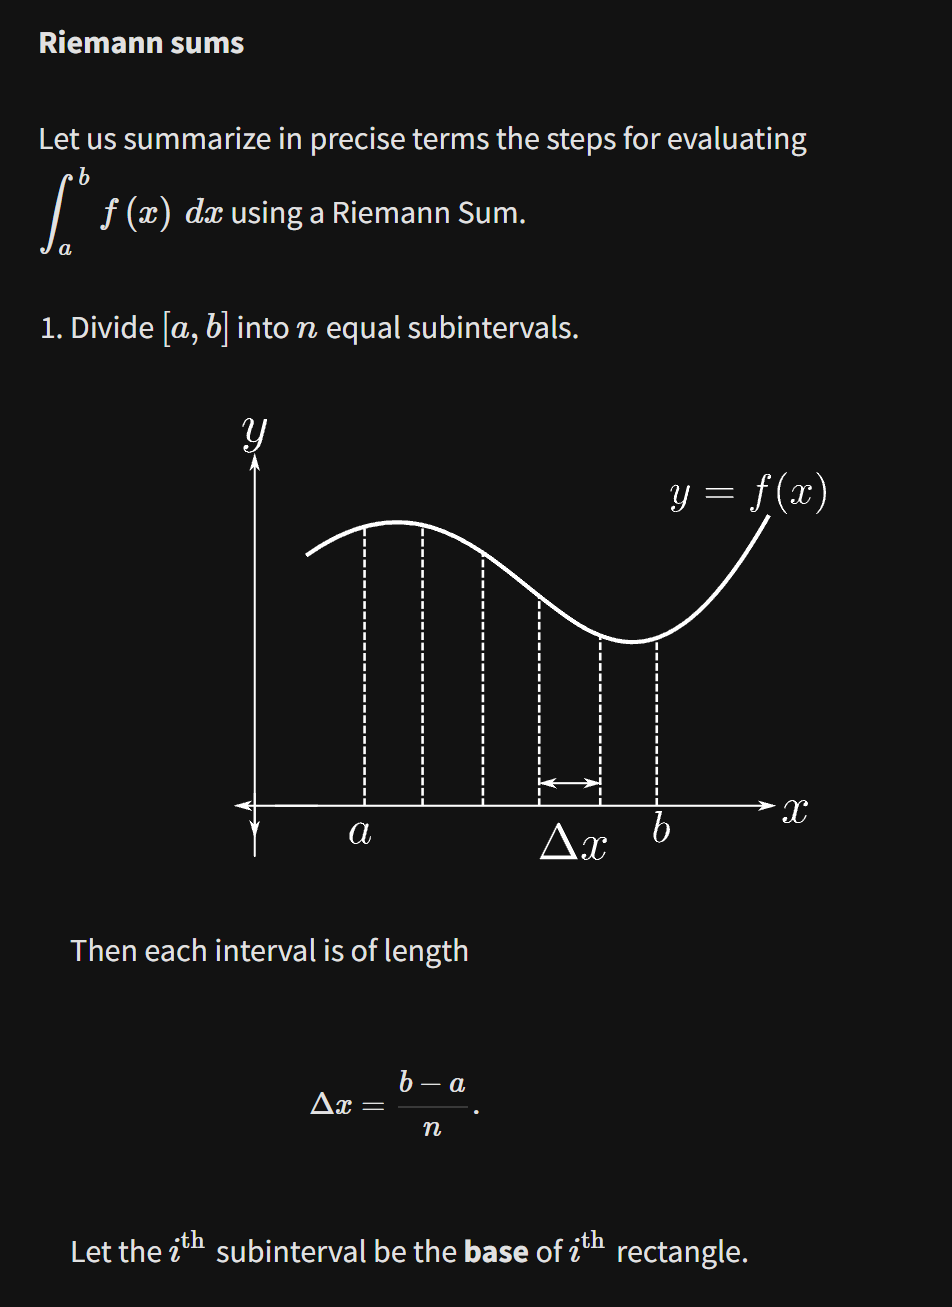 Riemann sums
Let us summarize in precise terms the steps for evaluating
∫_a^b f (x) dx using a Riemann Sum.
1. Divide [a, b] into n equal subintervals.
y
y = f(x)
x
a
Δx
b
Then each interval is of length
Δx = \frac{b − a}{n}.
Let the i^th subinterval be the base of i^th rectangle.